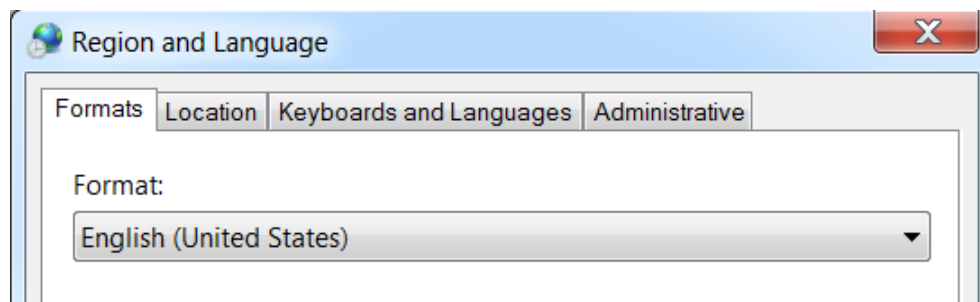 Region and Language
Formats Location Keyboards and Languages Administrative
Format:
English (United States)